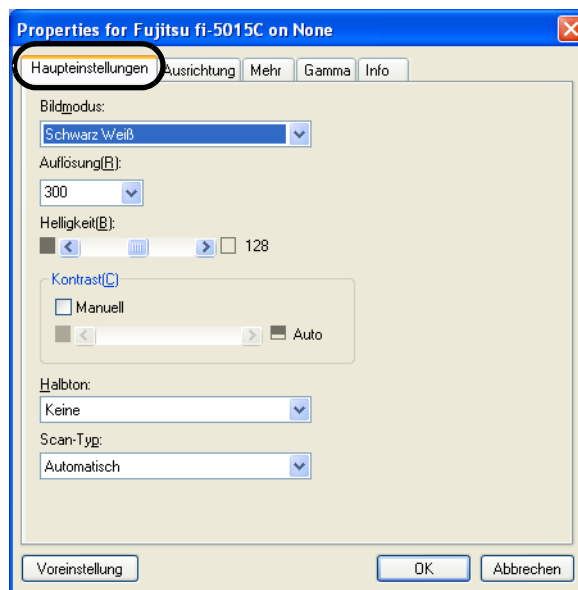 Properties for Fujitsu fi-5015C on None
Haupteinstellungen Ausrichtung Mehr Gamma Info
Bildmodus:
Schwarz Weiß
Auflösung(R):
300
Helligkeit(B):
128
Kontrast(C)
Manuell
Auto
Halbton:
Keine
Scan-Typ:
Automatisch
Voreinstellung OK Abbrechen